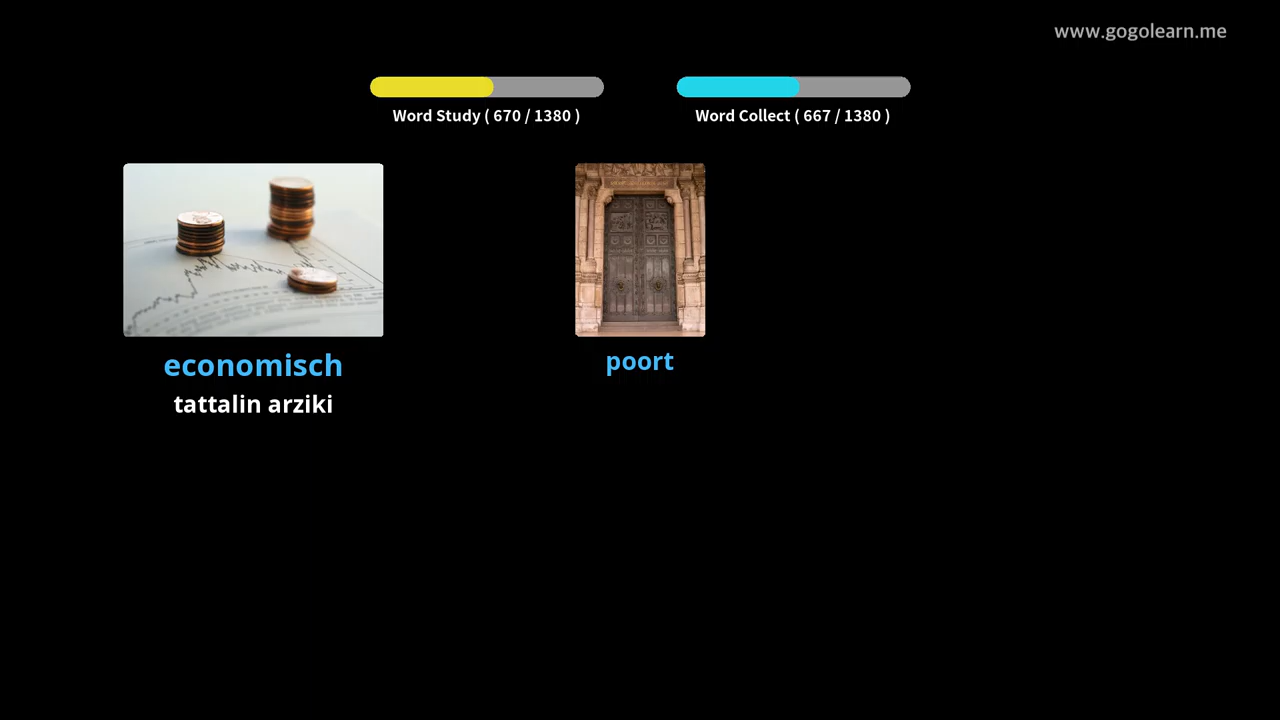 www.gogolearn.me
Word Study ( 670 / 1380 )
Word Collect ( 667 / 1380 )
economisch
tattalin arziki
poort